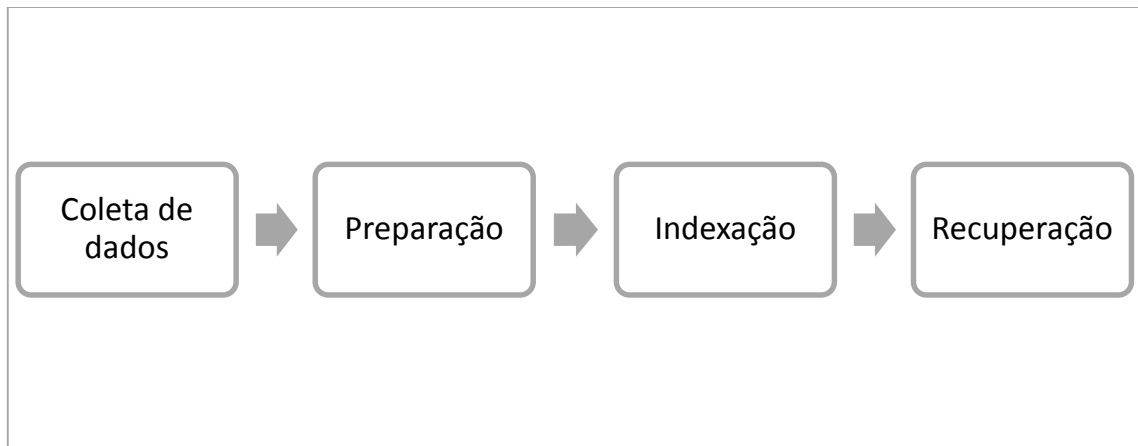 Coleta de
dados
Preparação
Indexação
Recuperação